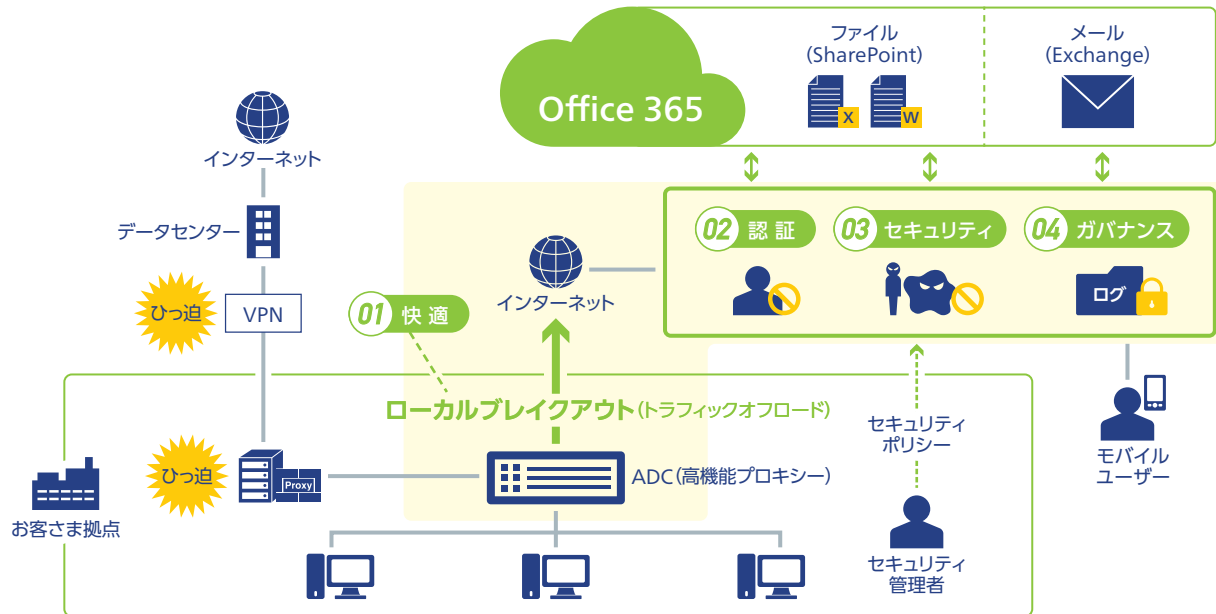 ファイル
(SharePoint)
メール
(Exchange)
Office 365
X
W
インターネット
データセンター
02 認証
03 セキュリティ
04 ガバナンス
インターネット
ログ
ひっ迫
VPN
01 快適
ローカルブレイクアウト(トラフィックオフロード)
セキュリティ
ポリシー
モバイル
ユーザー
ひっ迫
Proxy
ADC(高機能プロキシー)
お客さま拠点
セキュリティ
管理者